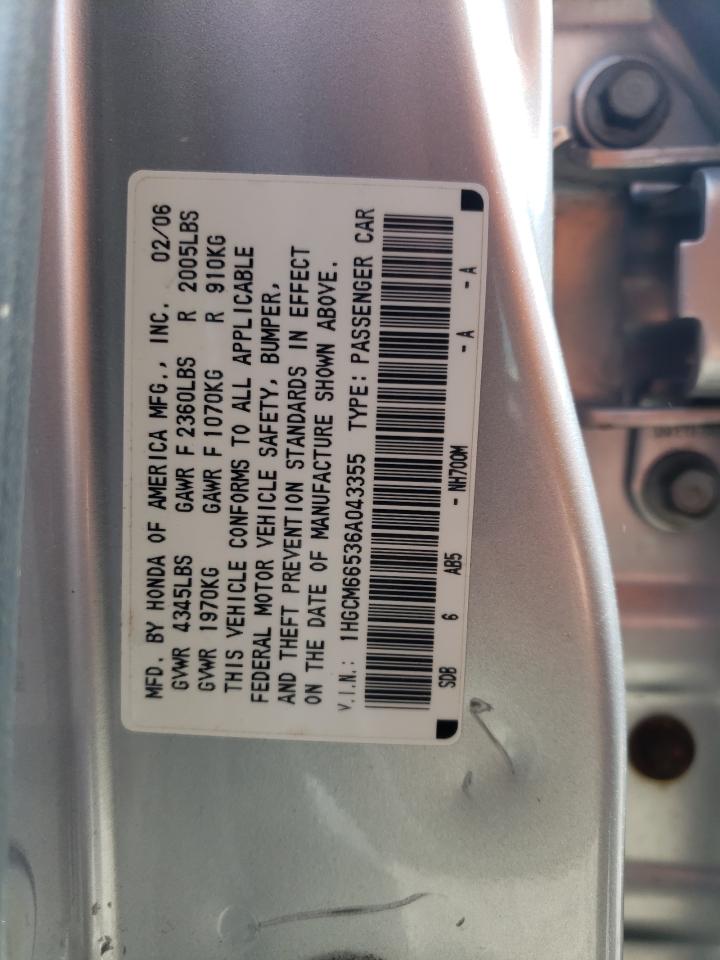 MFD. BY HONDA OF AMERICA MFG., INC. 02/06
GVWR 4345LBS GAWR F 2360LBS R 2005LBS
GVWR 1970KG GAWR F 1070KG R 910KG
THIS VEHICLE CONFORMS TO ALL APPLICABLE
FEDERAL MOTOR VEHICLE SAFETY, BUMPER,
AND THEFT PREVENTION STANDARDS IN EFFECT
ON THE DATE OF MANUFACTURE SHOWN ABOVE.
V.I.N.: 1HGCM66536A043355 TYPE: PASSENGER CAR
SDB 6 AB5 - NH700M - A - A